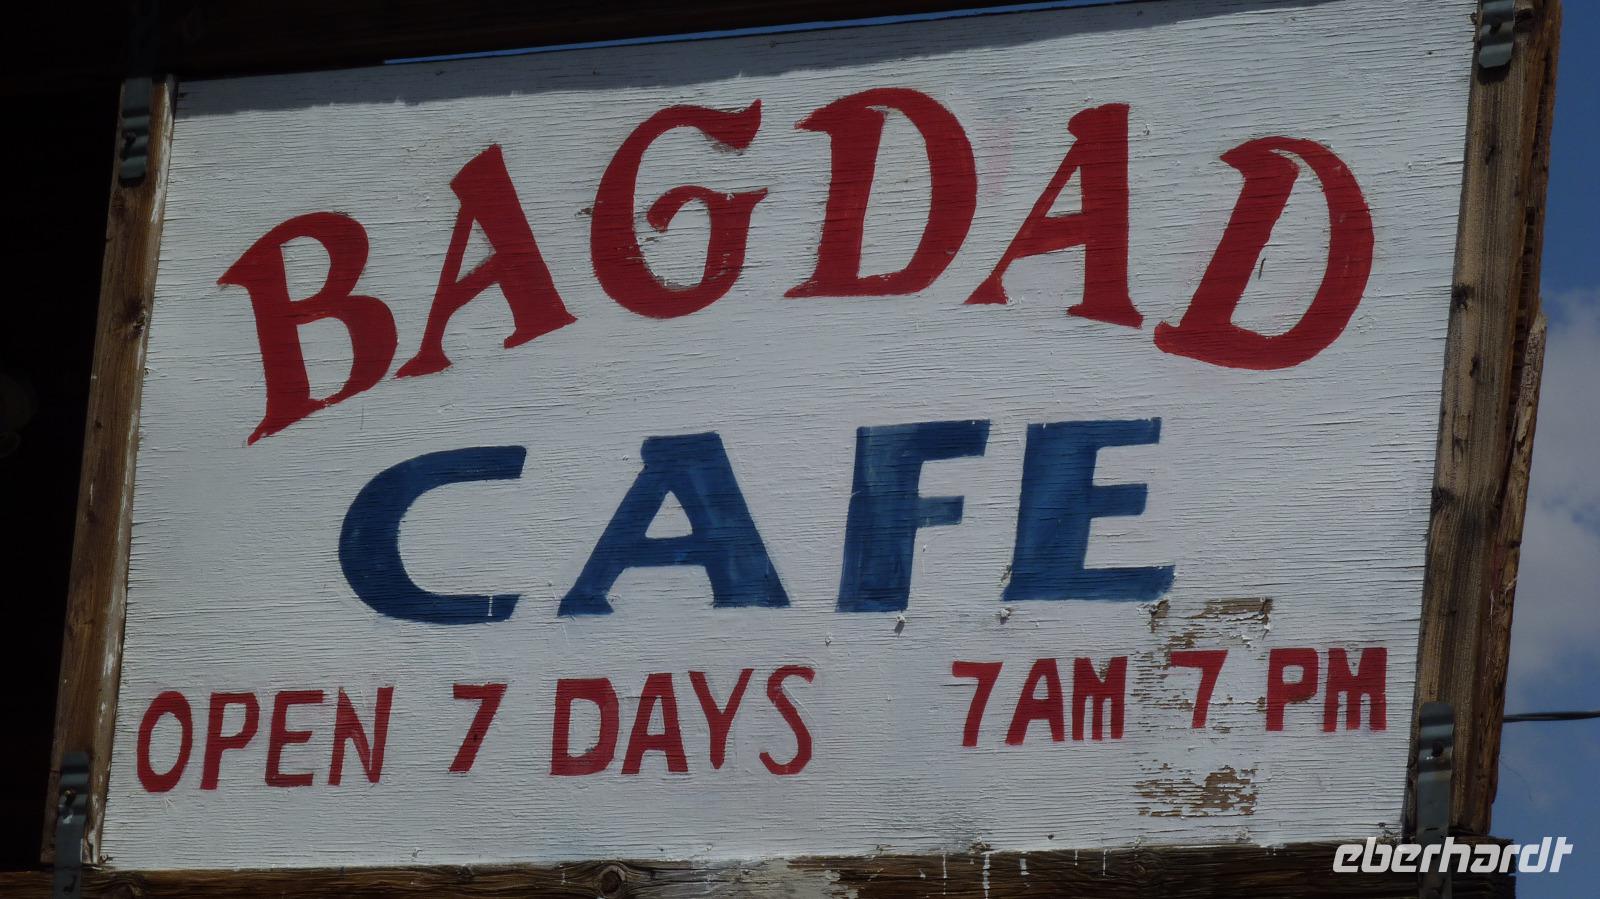 BAGDAD
CAFE
OPEN 7 DAYS 7AM 7 PM
eberhardt